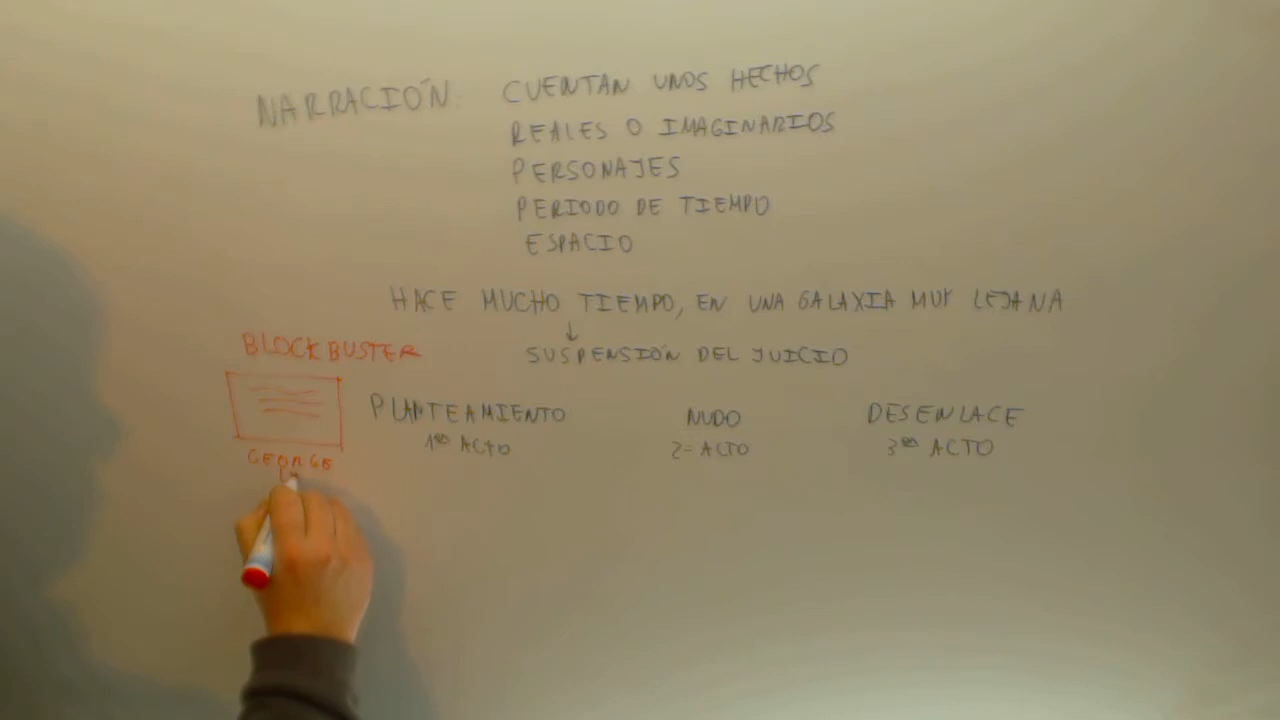 NARRACIÓN: CUENTAN UNOS HECHOS
REALES O IMAGINARIOS
PERSONAJES
PERIODO DE TIEMPO
ESPACIO
HACE MUCHO TIEMPO, EN UNA GALAXIA MUY LEJANA
↓
SUSPENSIÓN DEL JUICIO
BLOCKBUSTER
PLANTEAMIENTO NUDO DESENLACE
1ER ACTO 2º ACTO 3ER ACTO
GEORGE